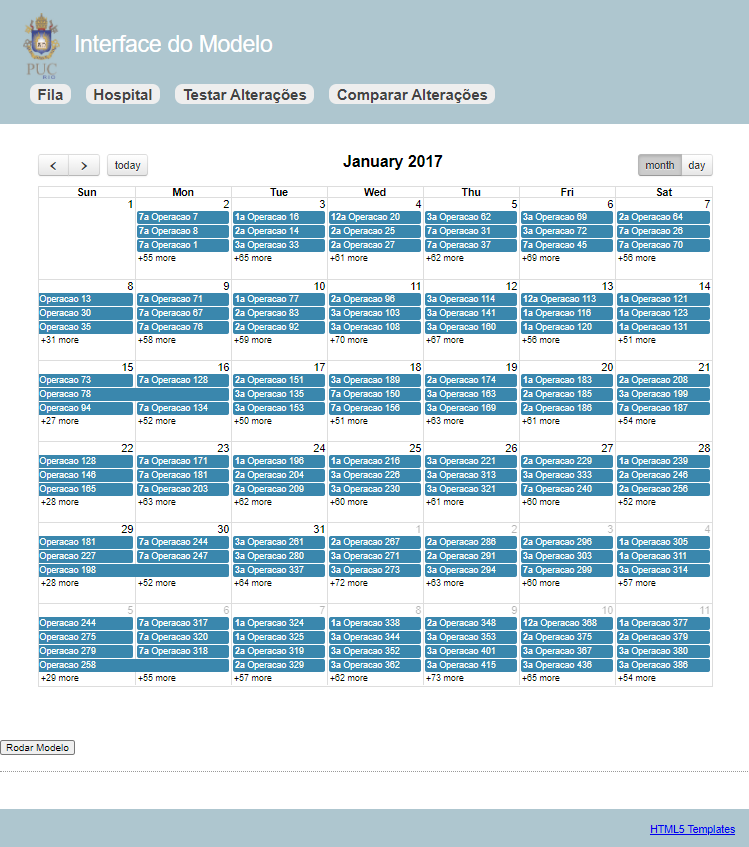 Interface do Modelo
PUC
RIO
Fila Hospital Testar Alterações Comparar Alterações
today January 2017 month day
Sun Mon Tue Wed Thu Fri Sat
1 2 3 4 5 6 7
7a Operacao 7 1a Operacao 16 12a Operacao 20 3a Operacao 62 3a Operacao 69 2a Operacao 64
7a Operacao 8 2a Operacao 14 2a Operacao 25 7a Operacao 31 3a Operacao 72 7a Operacao 26
7a Operacao 1 3a Operacao 33 2a Operacao 27 7a Operacao 37 7a Operacao 45 7a Operacao 70
+55 more +65 more +61 more +62 more +69 more +56 more
8 9 10 11 12 13 14
Operacao 13 7a Operacao 71 1a Operacao 77 2a Operacao 96 3a Operacao 114 12a Operacao 113 1a Operacao 121
Operacao 30 7a Operacao 67 2a Operacao 83 3a Operacao 103 3a Operacao 141 1a Operacao 116 1a Operacao 123
Operacao 35 7a Operacao 76 2a Operacao 92 3a Operacao 108 3a Operacao 160 1a Operacao 120 1a Operacao 131
+31 more +58 more +59 more +70 more +67 more +56 more +51 more
15 16 17 18 19 20 21
Operacao 73 7a Operacao 128 2a Operacao 151 3a Operacao 189 2a Operacao 174 1a Operacao 183 2a Operacao 208
Operacao 78 3a Operacao 135 7a Operacao 150 3a Operacao 163 2a Operacao 185 3a Operacao 199
Operacao 94 7a Operacao 134 3a Operacao 153 7a Operacao 156 3a Operacao 169 2a Operacao 186 7a Operacao 187
+27 more +52 more +50 more +51 more +63 more +61 more +54 more
22 23 24 25 26 27 28
Operacao 128 7a Operacao 171 1a Operacao 196 1a Operacao 216 3a Operacao 221 2a Operacao 229 1a Operacao 239
Operacao 146 7a Operacao 181 2a Operacao 204 3a Operacao 226 3a Operacao 313 3a Operacao 333 2a Operacao 246
Operacao 165 7a Operacao 203 2a Operacao 209 3a Operacao 230 3a Operacao 321 7a Operacao 240 2a Operacao 256
+28 more +63 more +62 more +60 more +61 more +60 more +52 more
29 30 31 1 2 3 4
Operacao 181 7a Operacao 244 3a Operacao 261 2a Operacao 267 2a Operacao 286 2a Operacao 296 1a Operacao 305
Operacao 227 7a Operacao 247 3a Operacao 280 3a Operacao 271 2a Operacao 291 3a Operacao 303 1a Operacao 311
Operacao 198 3a Operacao 337 3a Operacao 273 3a Operacao 294 7a Operacao 299 3a Operacao 314
+28 more +52 more +64 more +72 more +63 more +60 more +57 more
5 6 7 8 9 10 11
Operacao 244 7a Operacao 317 1a Operacao 324 1a Operacao 338 2a Operacao 348 12a Operacao 368 1a Operacao 377
Operacao 275 7a Operacao 320 1a Operacao 325 3a Operacao 344 3a Operacao 353 2a Operacao 375 2a Operacao 379
Operacao 279 7a Operacao 318 2a Operacao 319 3a Operacao 352 3a Operacao 401 3a Operacao 367 3a Operacao 380
Operacao 258 2a Operacao 329 3a Operacao 362 3a Operacao 415 3a Operacao 436 3a Operacao 386
+29 more +55 more +57 more +62 more +73 more +65 more +54 more
Rodar Modelo
HTML5 Templates